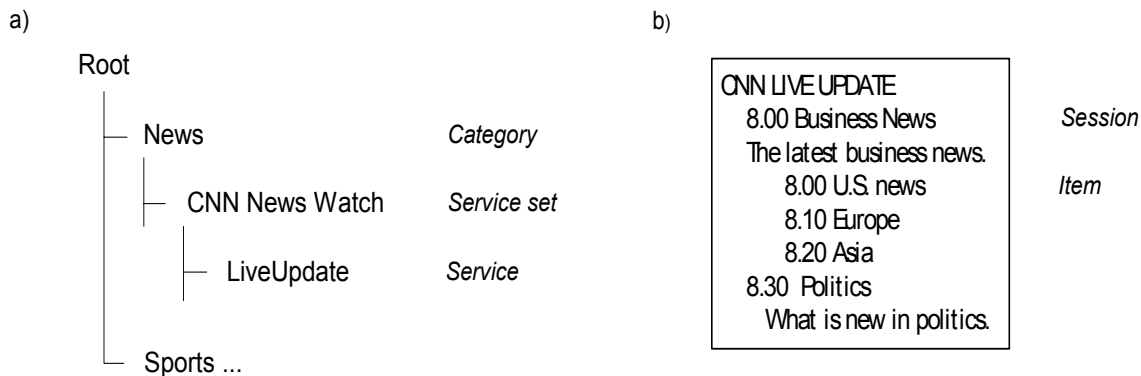 a)
Root
News Category
CNN News Watch Service set
LiveUpdate Service
Sports ...
b)
CNN LIVE UPDATE
8.00 Business News Session
The latest business news.
8.00 U.S. news Item
8.10 Europe
8.20 Asia
8.30 Politics
What is new in politics.